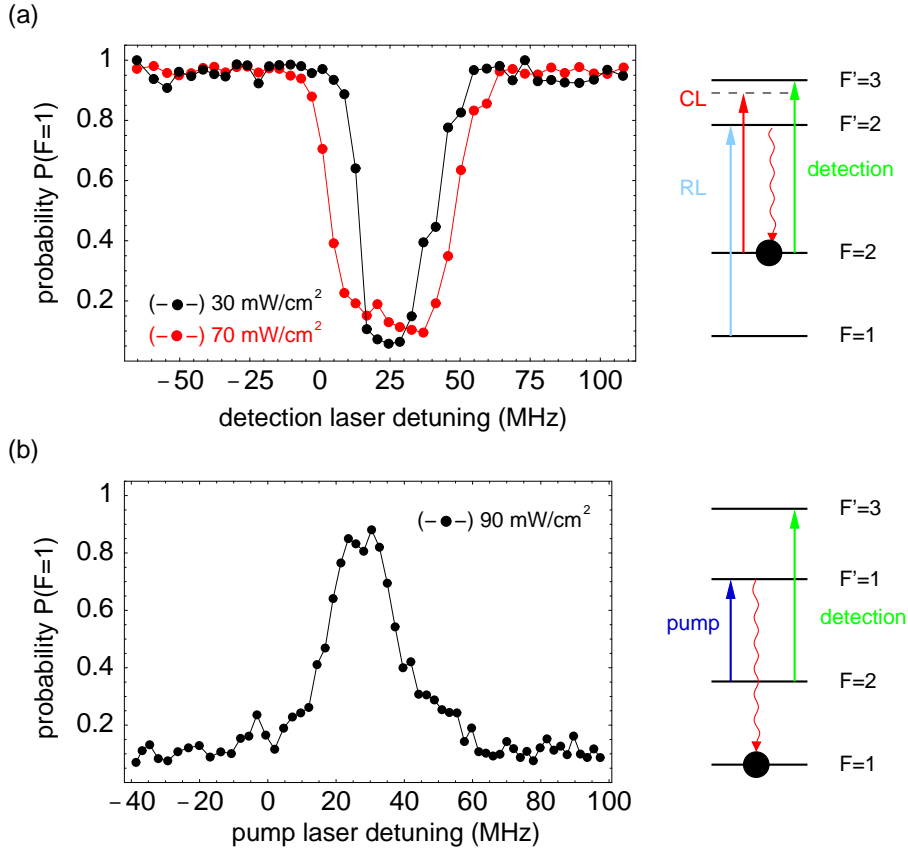 (a)
probability P(F=1)
1
0.8
0.6
0.4
0.2
(–●–) 30 mW/cm²
(–●–) 70 mW/cm²
−50 −25 0 25 50 75 100
detection laser detuning (MHz)
F'=3
CL
F'=2
detection
RL
F=2
F=1
(b)
probability P(F=1)
1
0.8
0.6
0.4
0.2
(–●–) 90 mW/cm²
−40 −20 0 20 40 60 80 100
pump laser detuning (MHz)
F'=3
F'=1
pump
detection
F=2
F=1